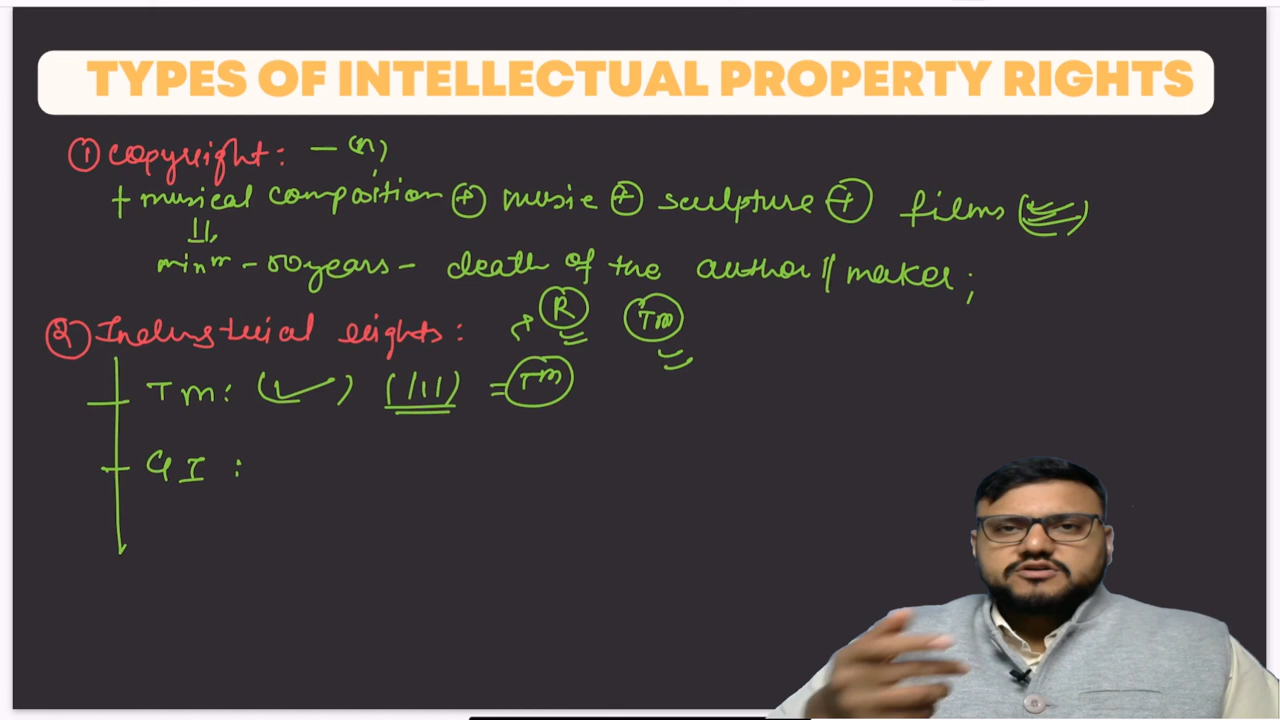 TYPES OF INTELLECTUAL PROPERTY RIGHTS
① Copyright: — (n)
+ musical composition ⊕ music ⊕ sculpture ⊕ films
minm - 50 years - death of the author // maker;
② Industrial rights: R TM
TM: = TM
GI :